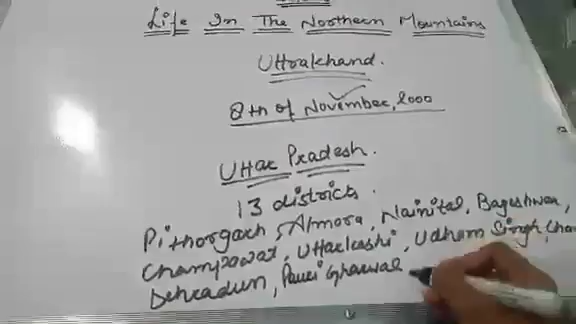 Life In The Northern Mountains
Uttrakhand.
8th of November, 2000
Uttar Pradesh.
13 districts.
Pithorgarh, Almora, Nainital, Bageshwar,
Champawat, Uttarkashi, Udham Singh, Cha
Dehradun, Pauri Gharwal